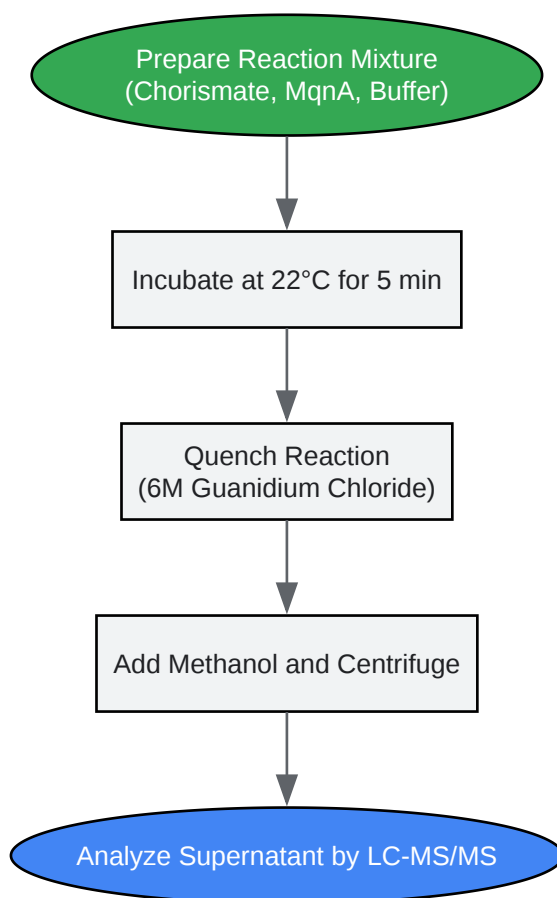 Prepare Reaction Mixture
(Chorismate, MqnA, Buffer)
Incubate at 22°C for 5 min
Quench Reaction
(6M Guanidium Chloride)
Add Methanol and Centrifuge
Analyze Supernatant by LC-MS/MS